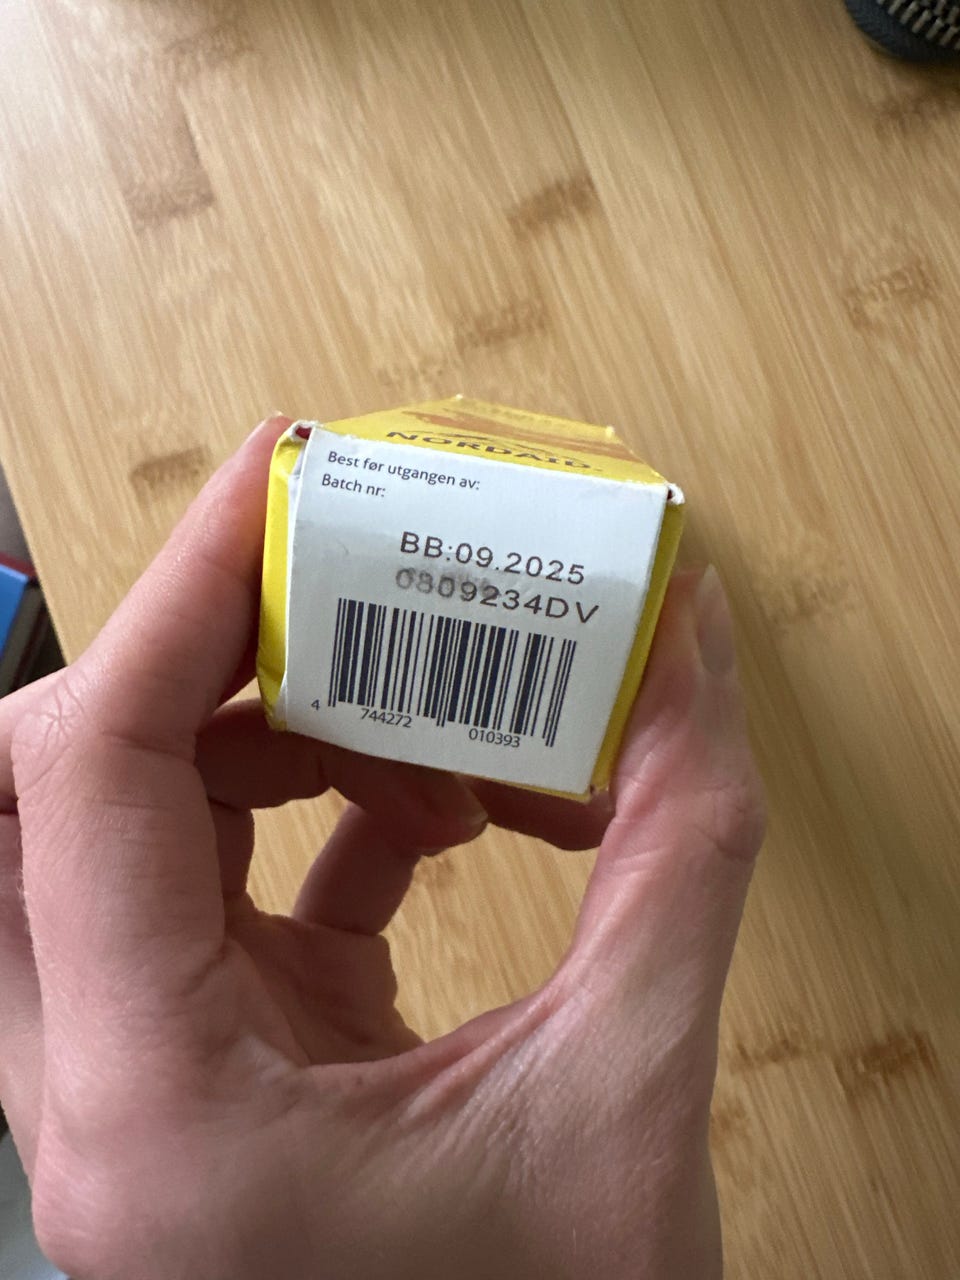 NORDAID
Best før utgangen av:
Batch nr:
BB:09.2025
0809234DV
4 744272 010393